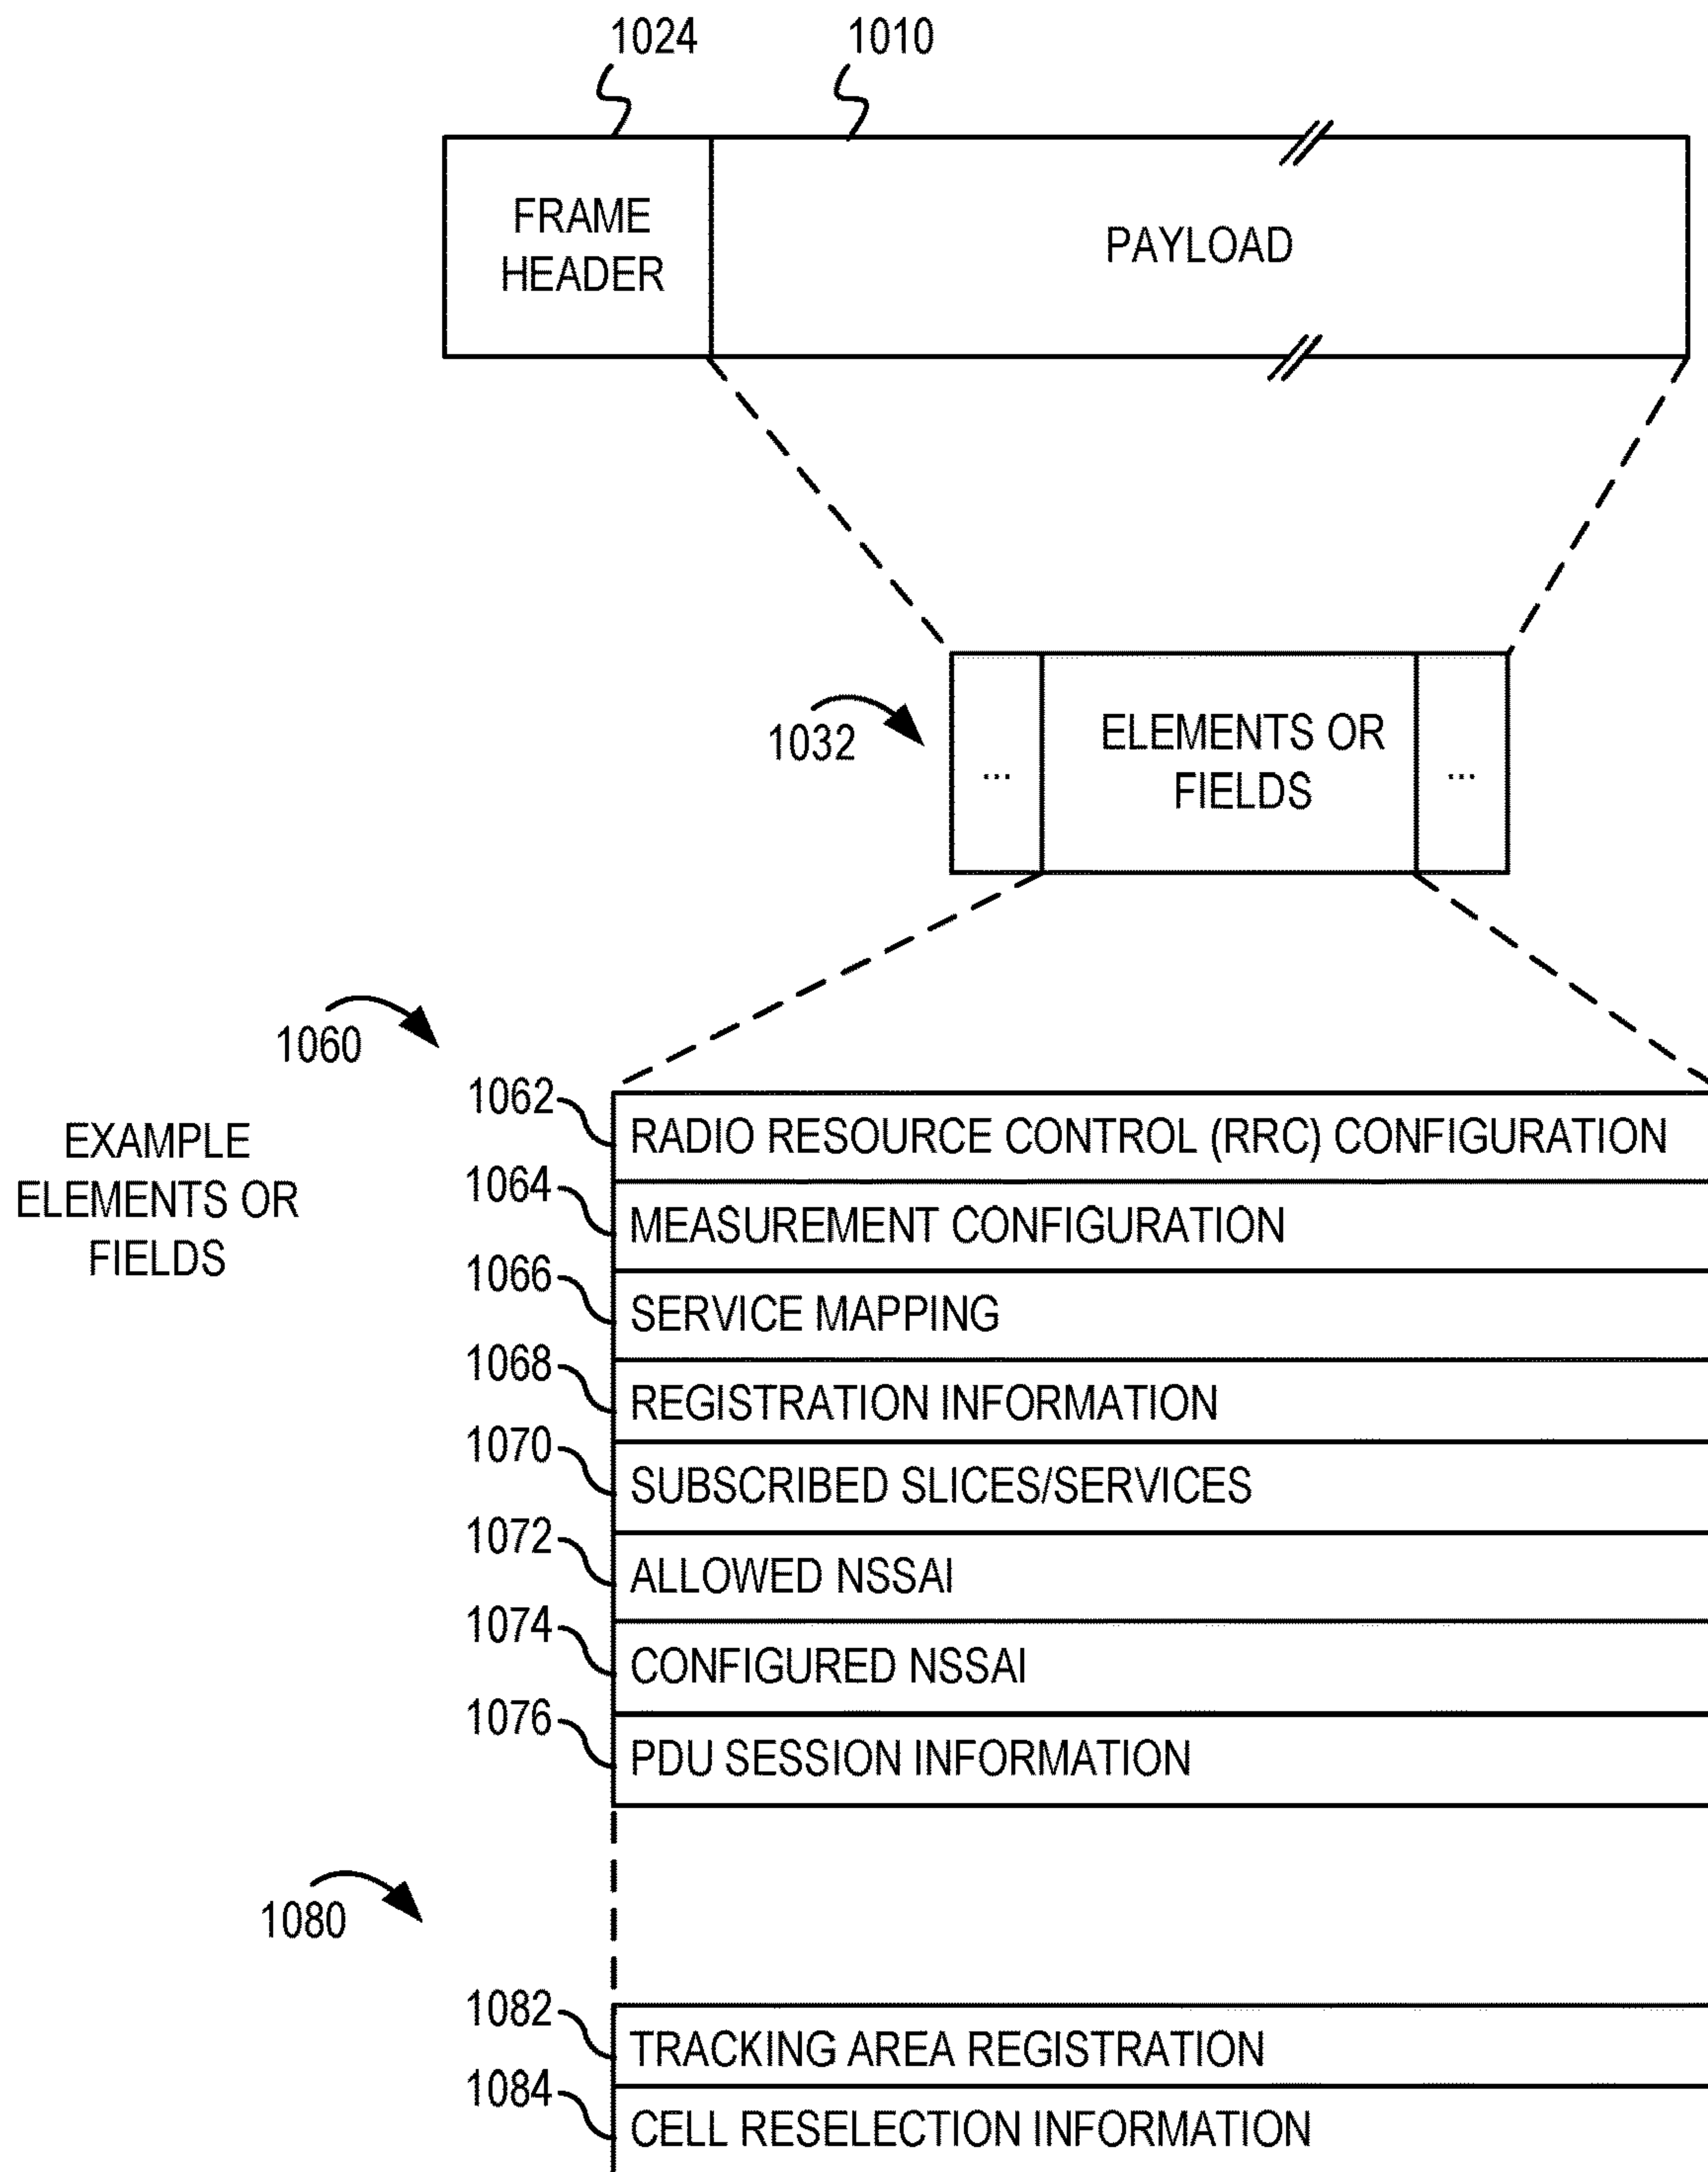 1024
1010
FRAME
HEADER
PAYLOAD
1032
...
ELEMENTS OR
FIELDS
...
1060
EXAMPLE
ELEMENTS OR
FIELDS
1062
RADIO RESOURCE CONTROL (RRC) CONFIGURATION
1064
MEASUREMENT CONFIGURATION
1066
SERVICE MAPPING
1068
REGISTRATION INFORMATION
1070
SUBSCRIBED SLICES/SERVICES
1072
ALLOWED NSSAI
1074
CONFIGURED NSSAI
1076
PDU SESSION INFORMATION
1080
1082
TRACKING AREA REGISTRATION
1084
CELL RESELECTION INFORMATION